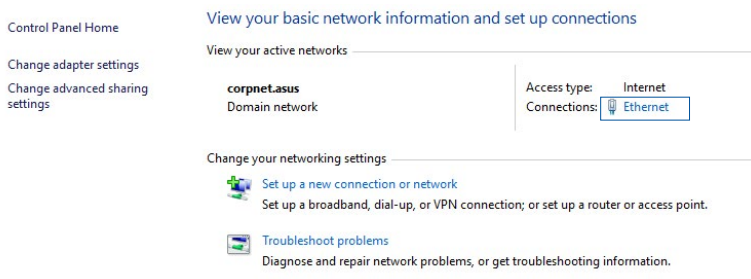 Control Panel Home
Change adapter settings
Change advanced sharing
settings
View your basic network information and set up connections
View your active networks
corpnet.asus
Domain network
Access type: Internet
Connections: Ethernet
Change your networking settings
Set up a new connection or network
Set up a broadband, dial-up, or VPN connection; or set up a router or access point.
Troubleshoot problems
Diagnose and repair network problems, or get troubleshooting information.